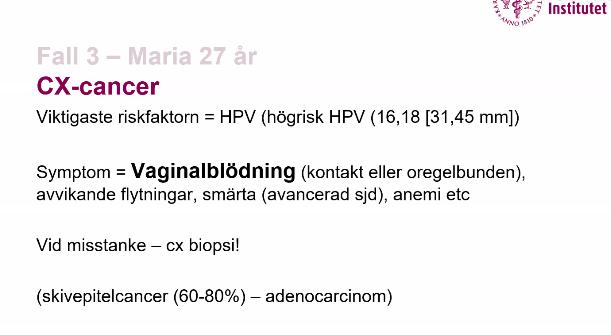 Institutet
ANNO 1810
Fall 3 – Maria 27 år
CX-cancer
Viktigaste riskfaktorn = HPV (högrisk HPV (16,18 [31,45 mm])
Symptom = Vaginalblödning (kontakt eller oregelbunden),
avvikande flytningar, smärta (avancerad sjd), anemi etc
Vid misstanke – cx biopsi!
(skivepitelcancer (60-80%) – adenocarcinom)